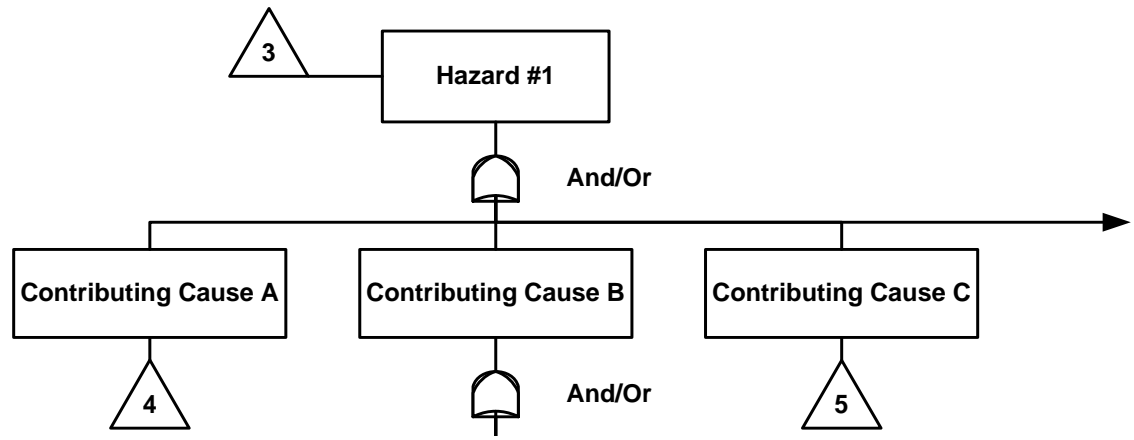 3
Hazard #1
And/Or
Contributing Cause A
Contributing Cause B
Contributing Cause C
4
And/Or
5